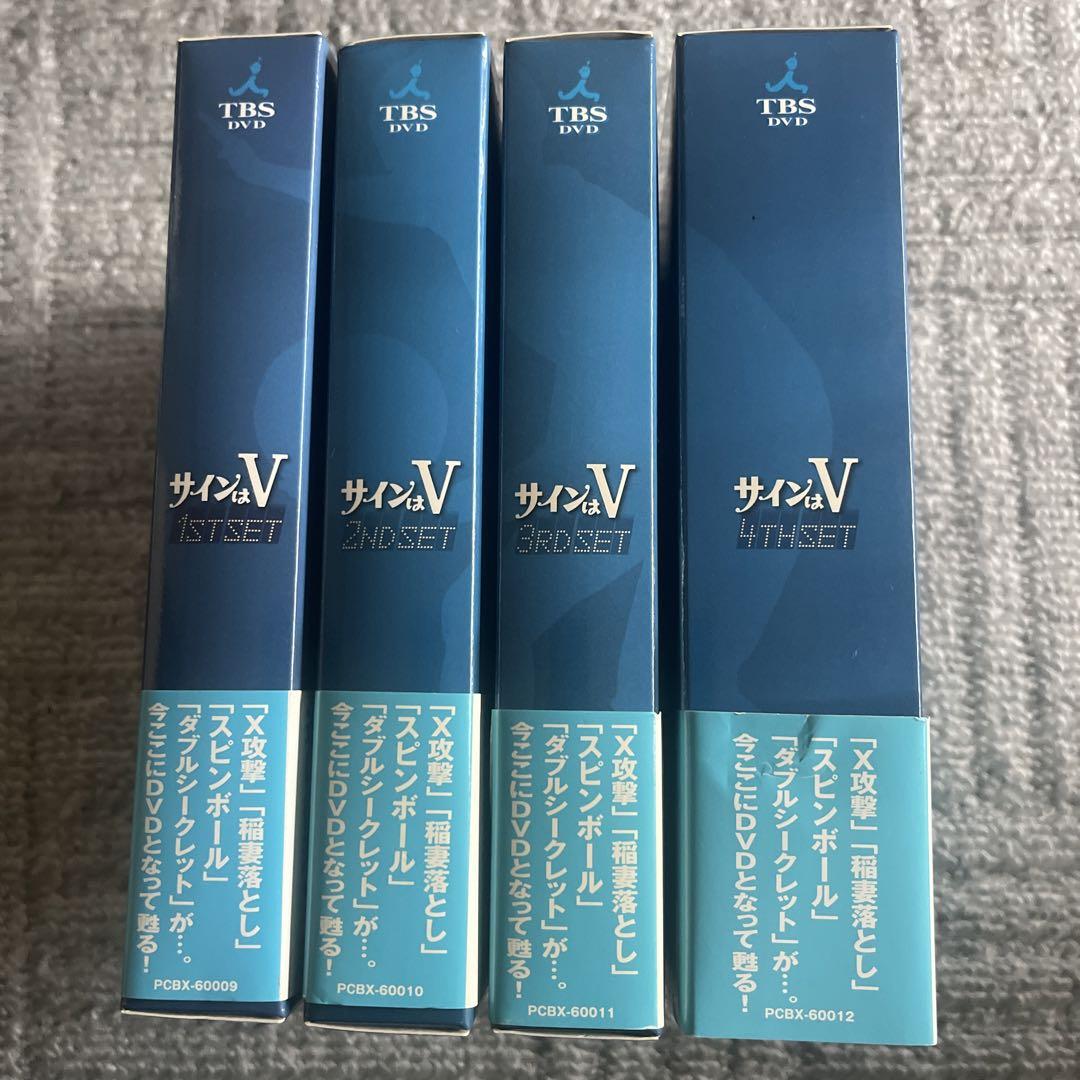 TBS
DVD
サインはV
1STSET
「X攻撃」「稲妻落とし」
「スピンボール」
「ダブルシークレット」が…。
今ここにDVDとなって甦る!
PCBX-60009
TBS
DVD
サインはV
2NDSET
「X攻撃」「稲妻落とし」
「スピンボール」
「ダブルシークレット」が…。
今ここにDVDとなって甦る!
PCBX-60010
TBS
DVD
サインはV
3RDSET
「X攻撃」「稲妻落とし」
「スピンボール」
「ダブルシークレット」が…。
今ここにDVDとなって甦る!
PCBX-60011
TBS
DVD
サインはV
4THSET
「X攻撃」「稲妻落とし」
「スピンボール」
「ダブルシークレット」が…。
今ここにDVDとなって甦る!
PCBX-60012